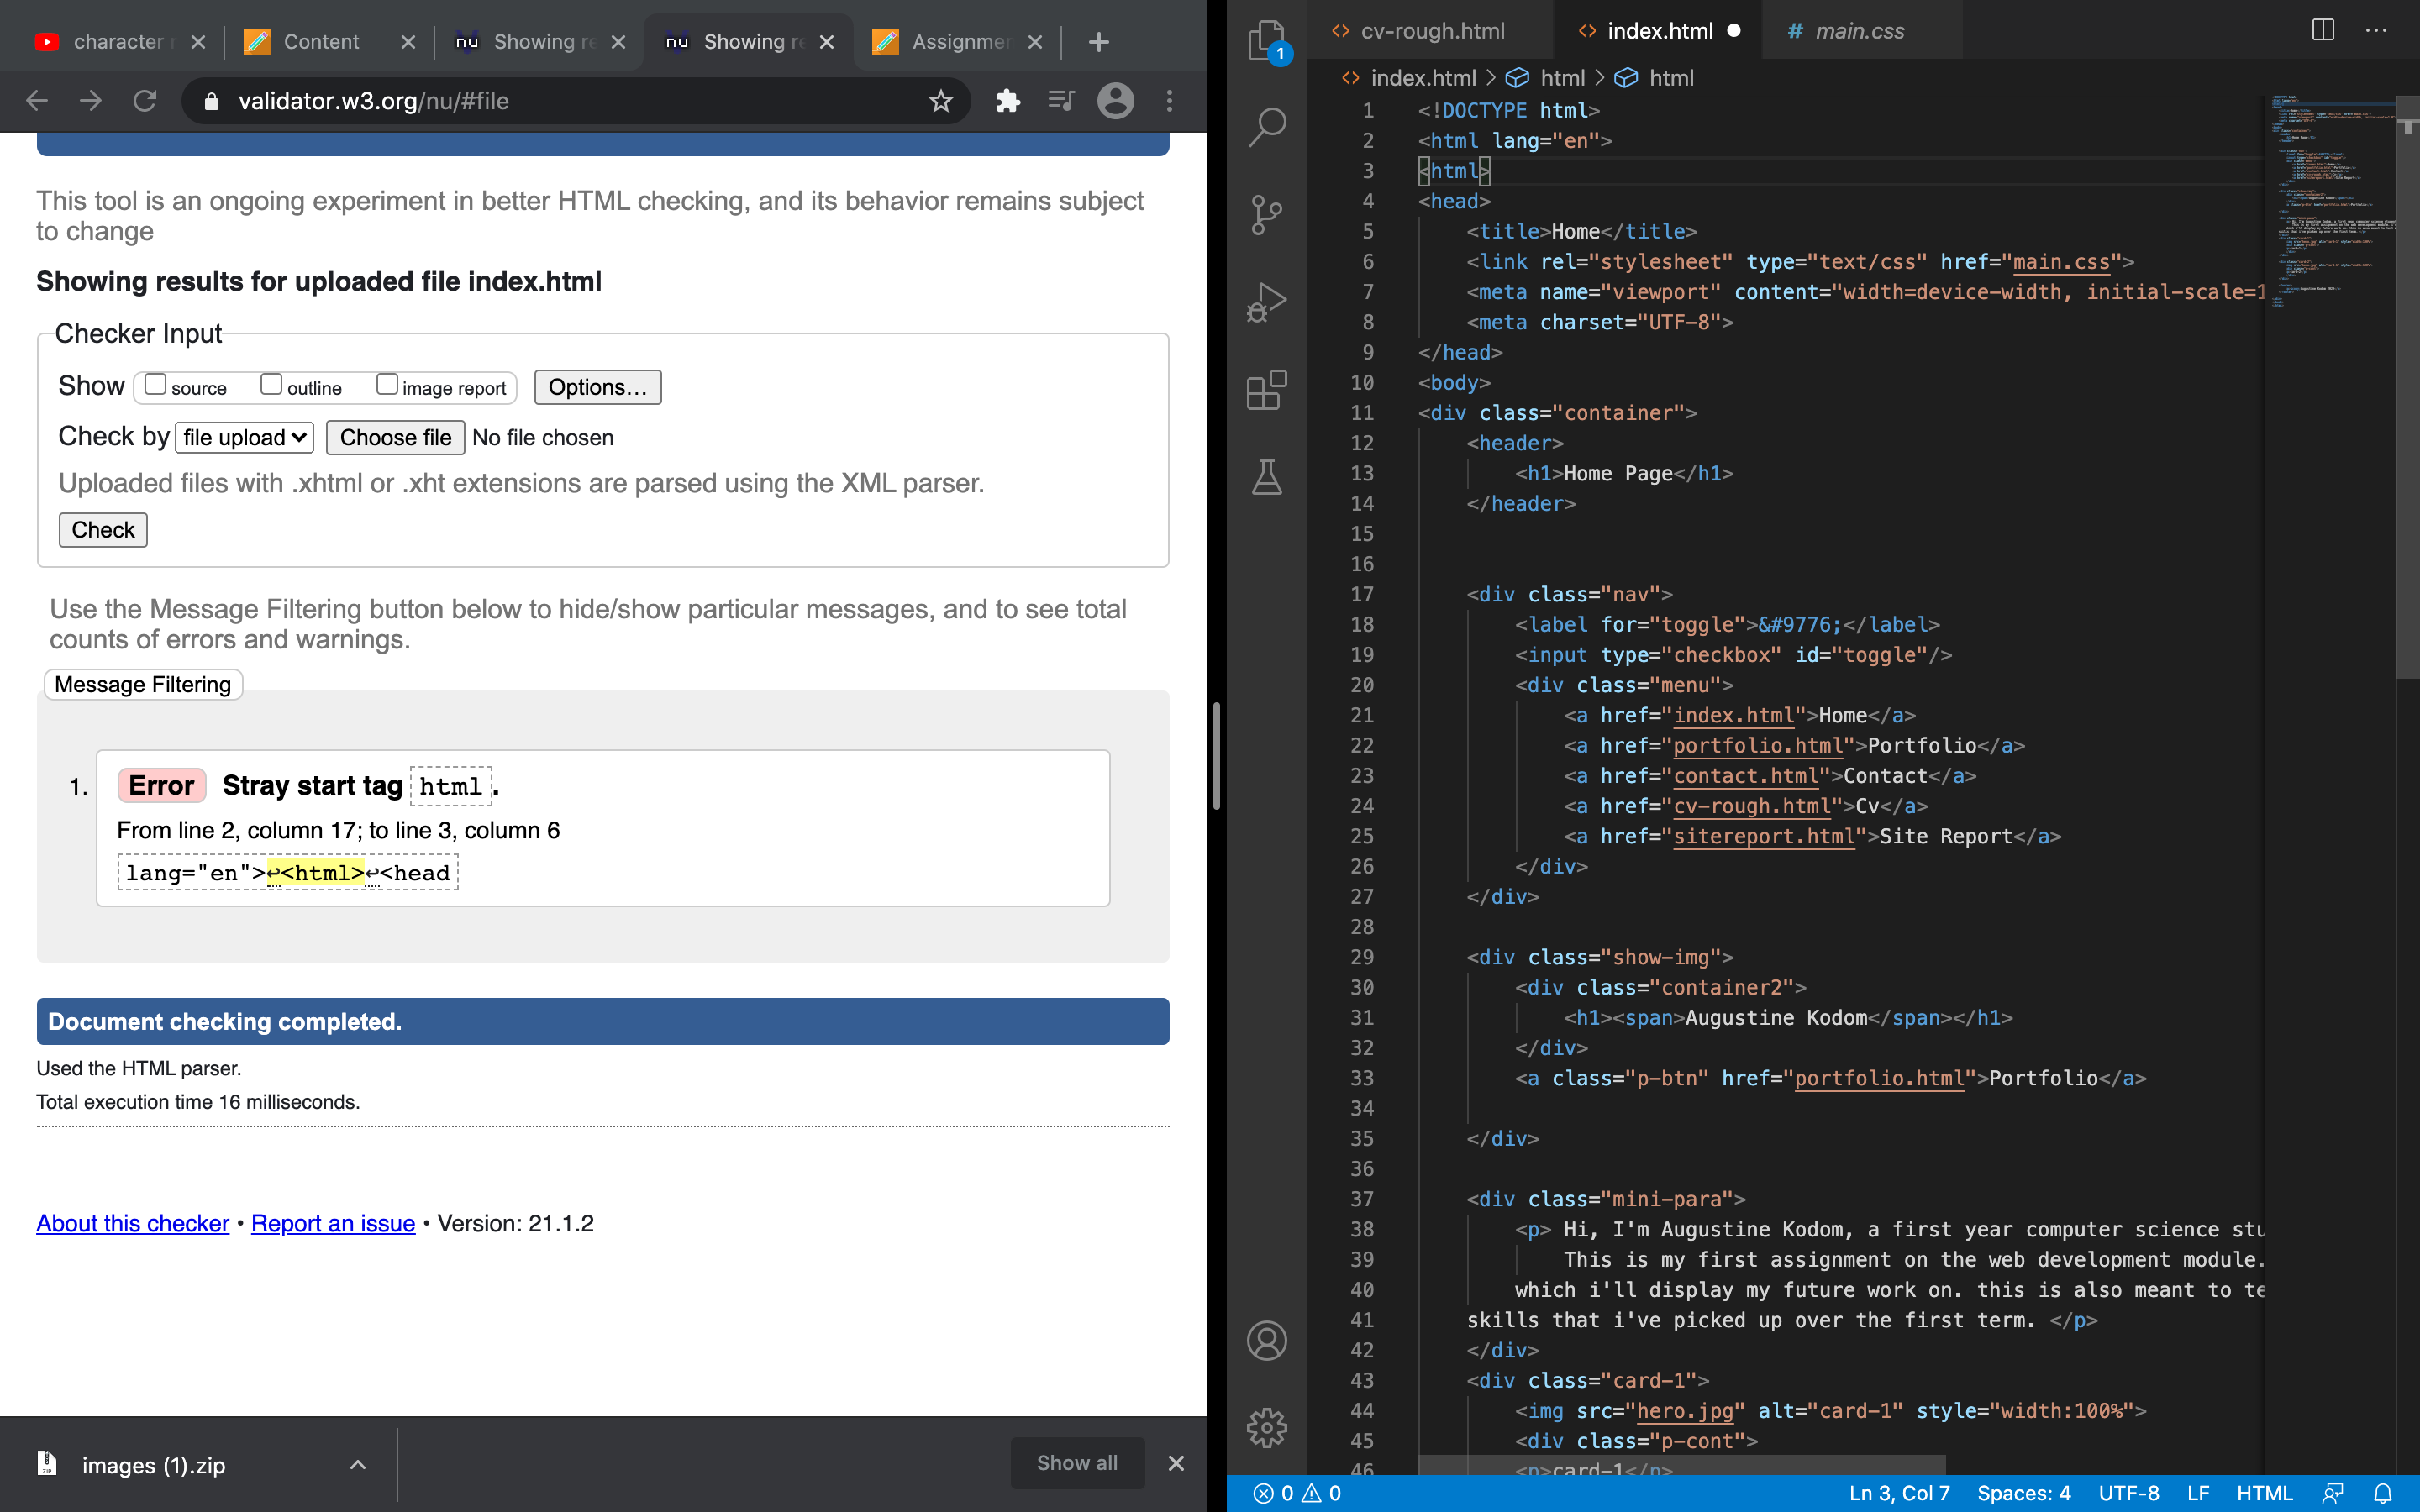 character
Content
Showing re
Showing re
Assignmen
validator.w3.org/nu/#file
This tool is an ongoing experiment in better HTML checking, and its behavior remains subject
to change
Showing results for uploaded file index.html
Checker Input
Show source outline image report Options...
Check by file upload Choose file No file chosen
Uploaded files with .xhtml or .xht extensions are parsed using the XML parser.
Check
Use the Message Filtering button below to hide/show particular messages, and to see total
counts of errors and warnings.
Message Filtering
1. Error Stray start tag html.
From line 2, column 17; to line 3, column 6
lang="en">↩<html>↩<head
Document checking completed.
Used the HTML parser.
Total execution time 16 milliseconds.
About this checker • Report an issue • Version: 21.1.2
images (1).zip
Show all
cv-rough.html
index.html
# main.css
1
index.html > html > html
1 <!DOCTYPE html>
2 <html lang="en">
3 <html>
4 <head>
5 <title>Home</title>
6 <link rel="stylesheet" type="text/css" href="main.css">
7 <meta name="viewport" content="width=device-width, initial-scale=1
8 <meta charset="UTF-8">
9 </head>
10 <body>
11 <div class="container">
12 <header>
13 <h1>Home Page</h1>
14 </header>
15
16
17 <div class="nav">
18 <label for="toggle">&#9776;</label>
19 <input type="checkbox" id="toggle"/>
20 <div class="menu">
21 <a href="index.html">Home</a>
22 <a href="portfolio.html">Portfolio</a>
23 <a href="contact.html">Contact</a>
24 <a href="cv-rough.html">Cv</a>
25 <a href="sitereport.html">Site Report</a>
26 </div>
27 </div>
28
29 <div class="show-img">
30 <div class="container2">
31 <h1><span>Augustine Kodom</span></h1>
32 </div>
33 <a class="p-btn" href="portfolio.html">Portfolio</a>
34
35 </div>
36
37 <div class="mini-para">
38 <p> Hi, I'm Augustine Kodom, a first year computer science stu
39 This is my first assignment on the web development module.
40 which i'll display my future work on. this is also meant to te
41 skills that i've picked up over the first term. </p>
42 </div>
43 <div class="card-1">
44 <img src="hero.jpg" alt="card-1" style="width:100%">
45 <div class="p-cont">
46 <p>card-1</p>
0 0
Ln 3, Col 7 Spaces: 4 UTF-8 LF HTML